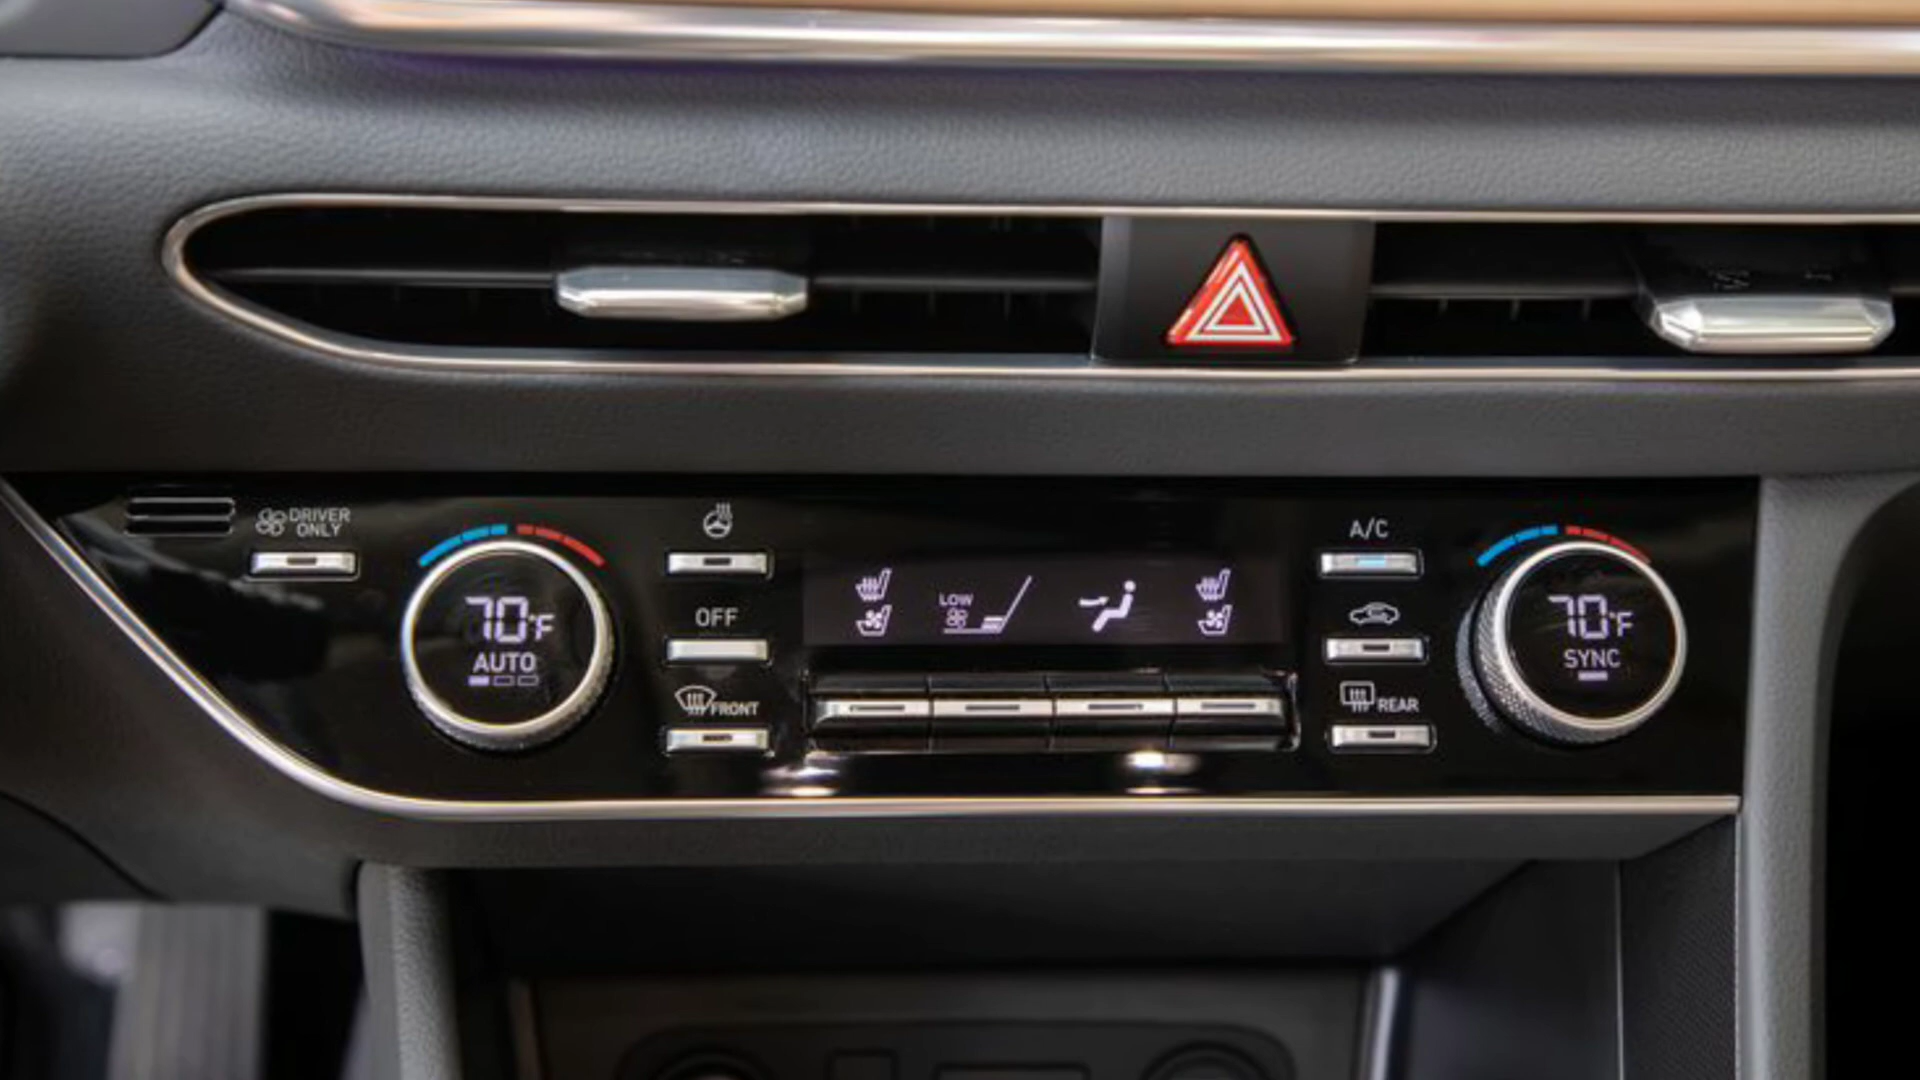 DRIVER
ONLY
70°F
AUTO
OFF
FRONT
LOW
A/C
REAR
70°F
SYNC